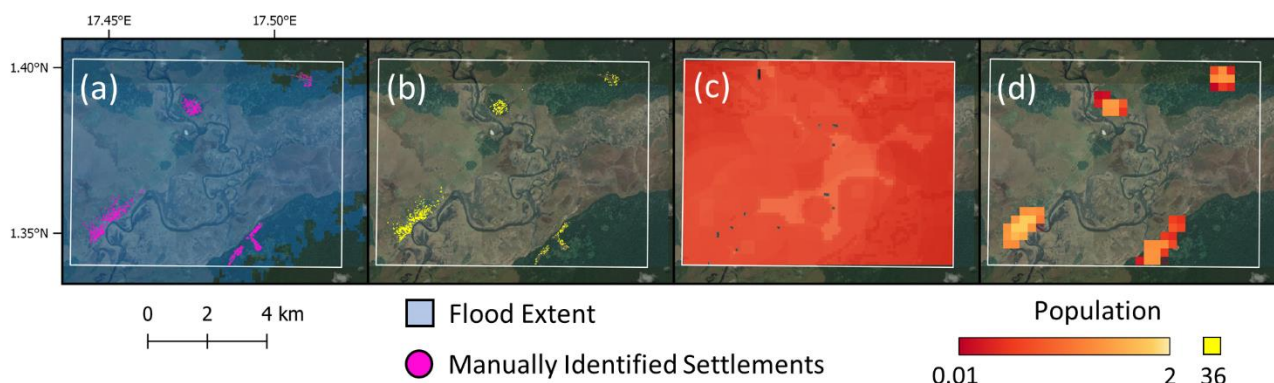 17.45°E 17.50°E
1.40°N
1.35°N
(a) (b) (c) (d)
0 2 4 km
Flood Extent
Manually Identified Settlements
Population
0.01 2 36